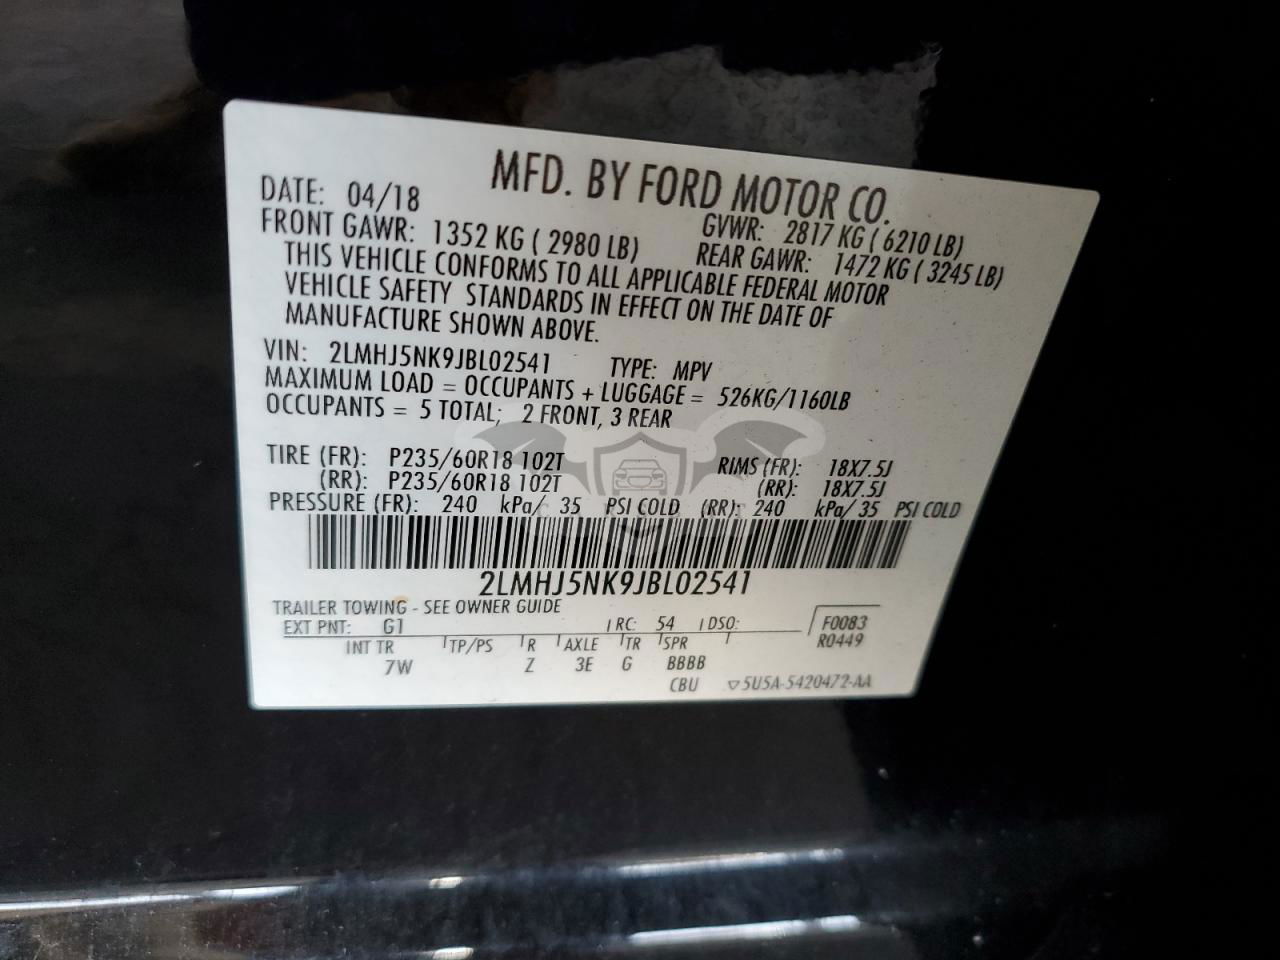 MFD. BY FORD MOTOR CO.
DATE: 04/18 GVWR: 2817 KG ( 6210 LB)
FRONT GAWR: 1352 KG ( 2980 LB) REAR GAWR: 1472 KG ( 3245 LB)
THIS VEHICLE CONFORMS TO ALL APPLICABLE FEDERAL MOTOR
VEHICLE SAFETY STANDARDS IN EFFECT ON THE DATE OF
MANUFACTURE SHOWN ABOVE.
VIN: 2LMHJ5NK9JBL02541 TYPE: MPV
MAXIMUM LOAD = OCCUPANTS + LUGGAGE = 526KG/1160LB
OCCUPANTS = 5 TOTAL; 2 FRONT, 3 REAR
TIRE (FR): P235/60R18 102T RIMS (FR): 18X7.5J
(RR): P235/60R18 102T (RR): 18X7.5J
PRESSURE (FR): 240 kPa/ 35 PSI COLD (RR): 240 kPa/ 35 PSI COLD
2LMHJ5NK9JBL02541
TRAILER TOWING - SEE OWNER GUIDE
EXT PNT: G1 RC: 54 DSO: F0083
R0449
INT TR TP/PS R AXLE TR SPR
7W Z 3E G BBBB
CBU ▽5U5A-5420472-AA